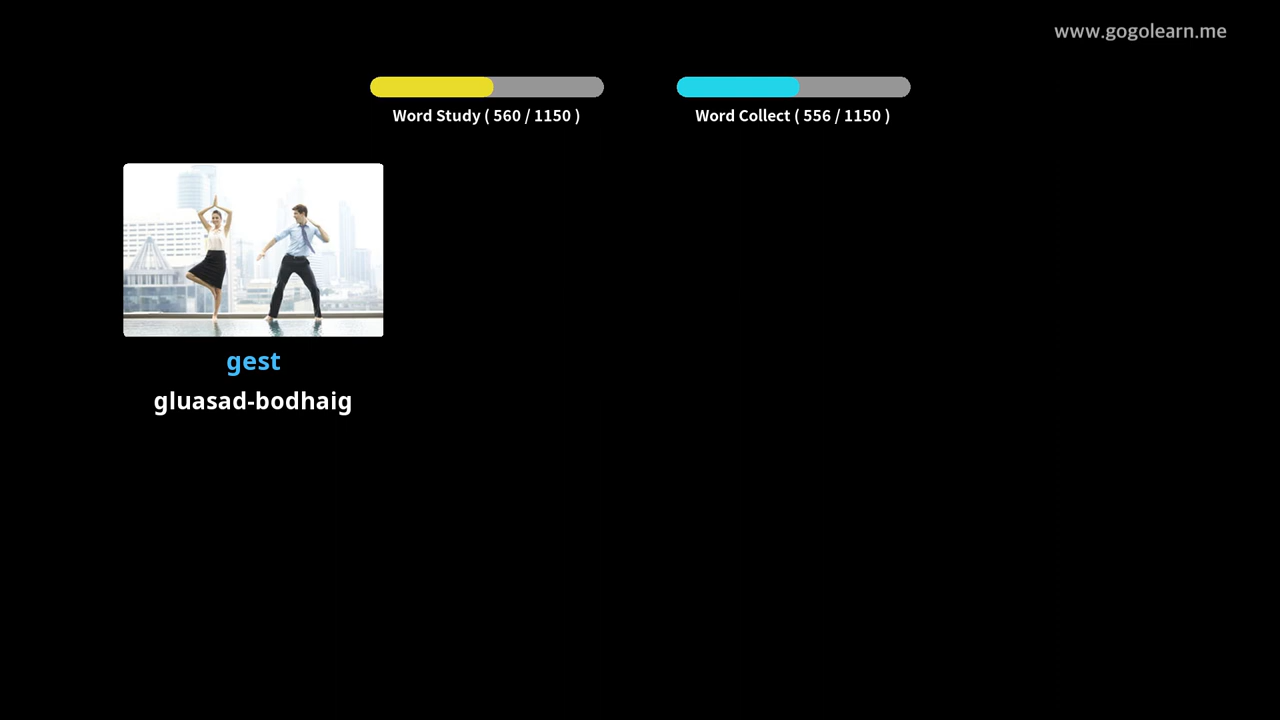 www.gogolearn.me
Word Study ( 560 / 1150 )
Word Collect ( 556 / 1150 )
gest
gluasad-bodhaig